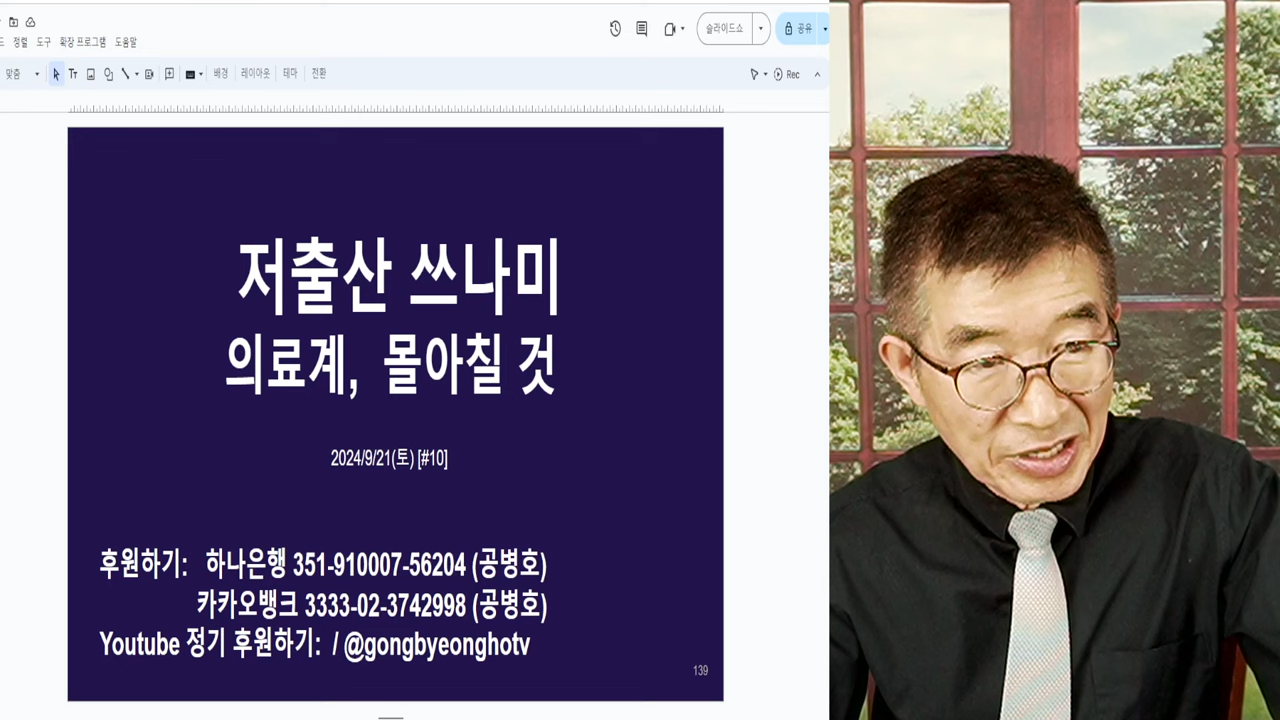 정렬 도구 확장 프로그램 도움말
슬라이드쇼
공유
맞춤
Tт
배경 레이아웃 테마 전환
Rec
저출산 쓰나미
의료계, 몰아칠 것
2024/9/21(토) [#10]
후원하기: 하나은행 351-910007-56204 (공병호)
카카오뱅크 3333-02-3742998 (공병호)
Youtube 정기 후원하기: / @gongbyeonghotv
139